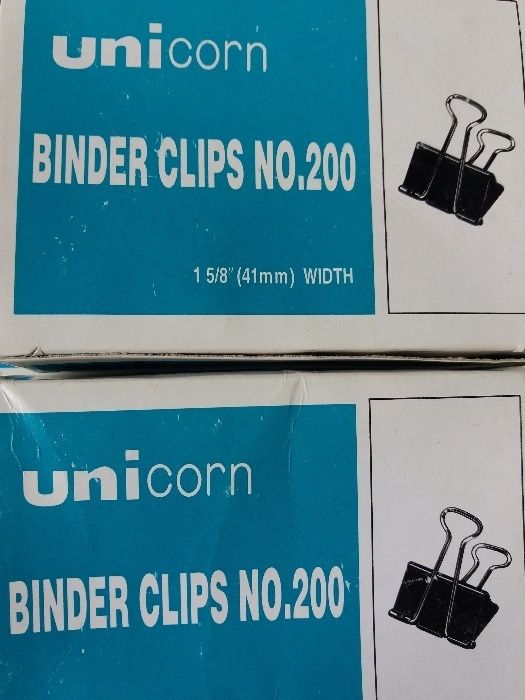 unicorn
BINDER CLIPS NO.200
1 5/8" (41mm) WIDTH
unicorn
BINDER CLIPS NO.200